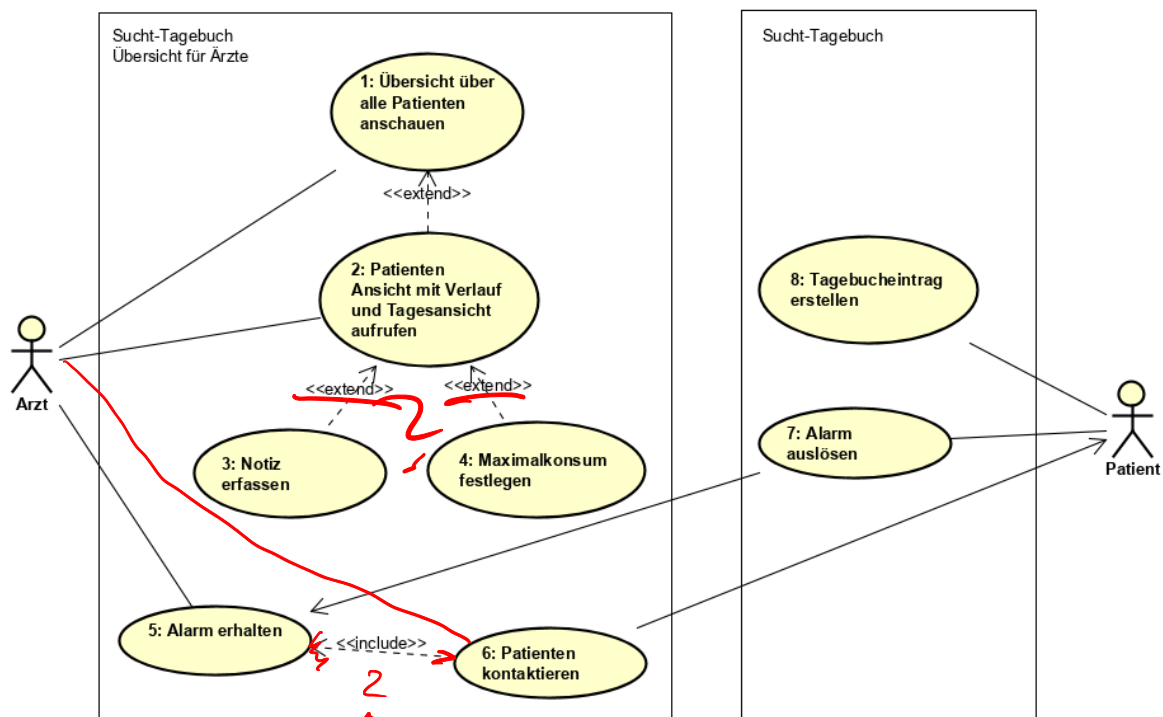 Sucht-Tagebuch
Übersicht für Ärzte
Sucht-Tagebuch
1: Übersicht über
alle Patienten
anschauen
<<extend>>
2: Patienten
Ansicht mit Verlauf
und Tagesansicht
aufrufen
8: Tagebucheintrag
erstellen
Arzt
<<extend>>
<<extend>>
?
3: Notiz
erfassen
4: Maximalkonsum
festlegen
7: Alarm
auslösen
Patient
5: Alarm erhalten
<<include>>
6: Patienten
kontaktieren
2